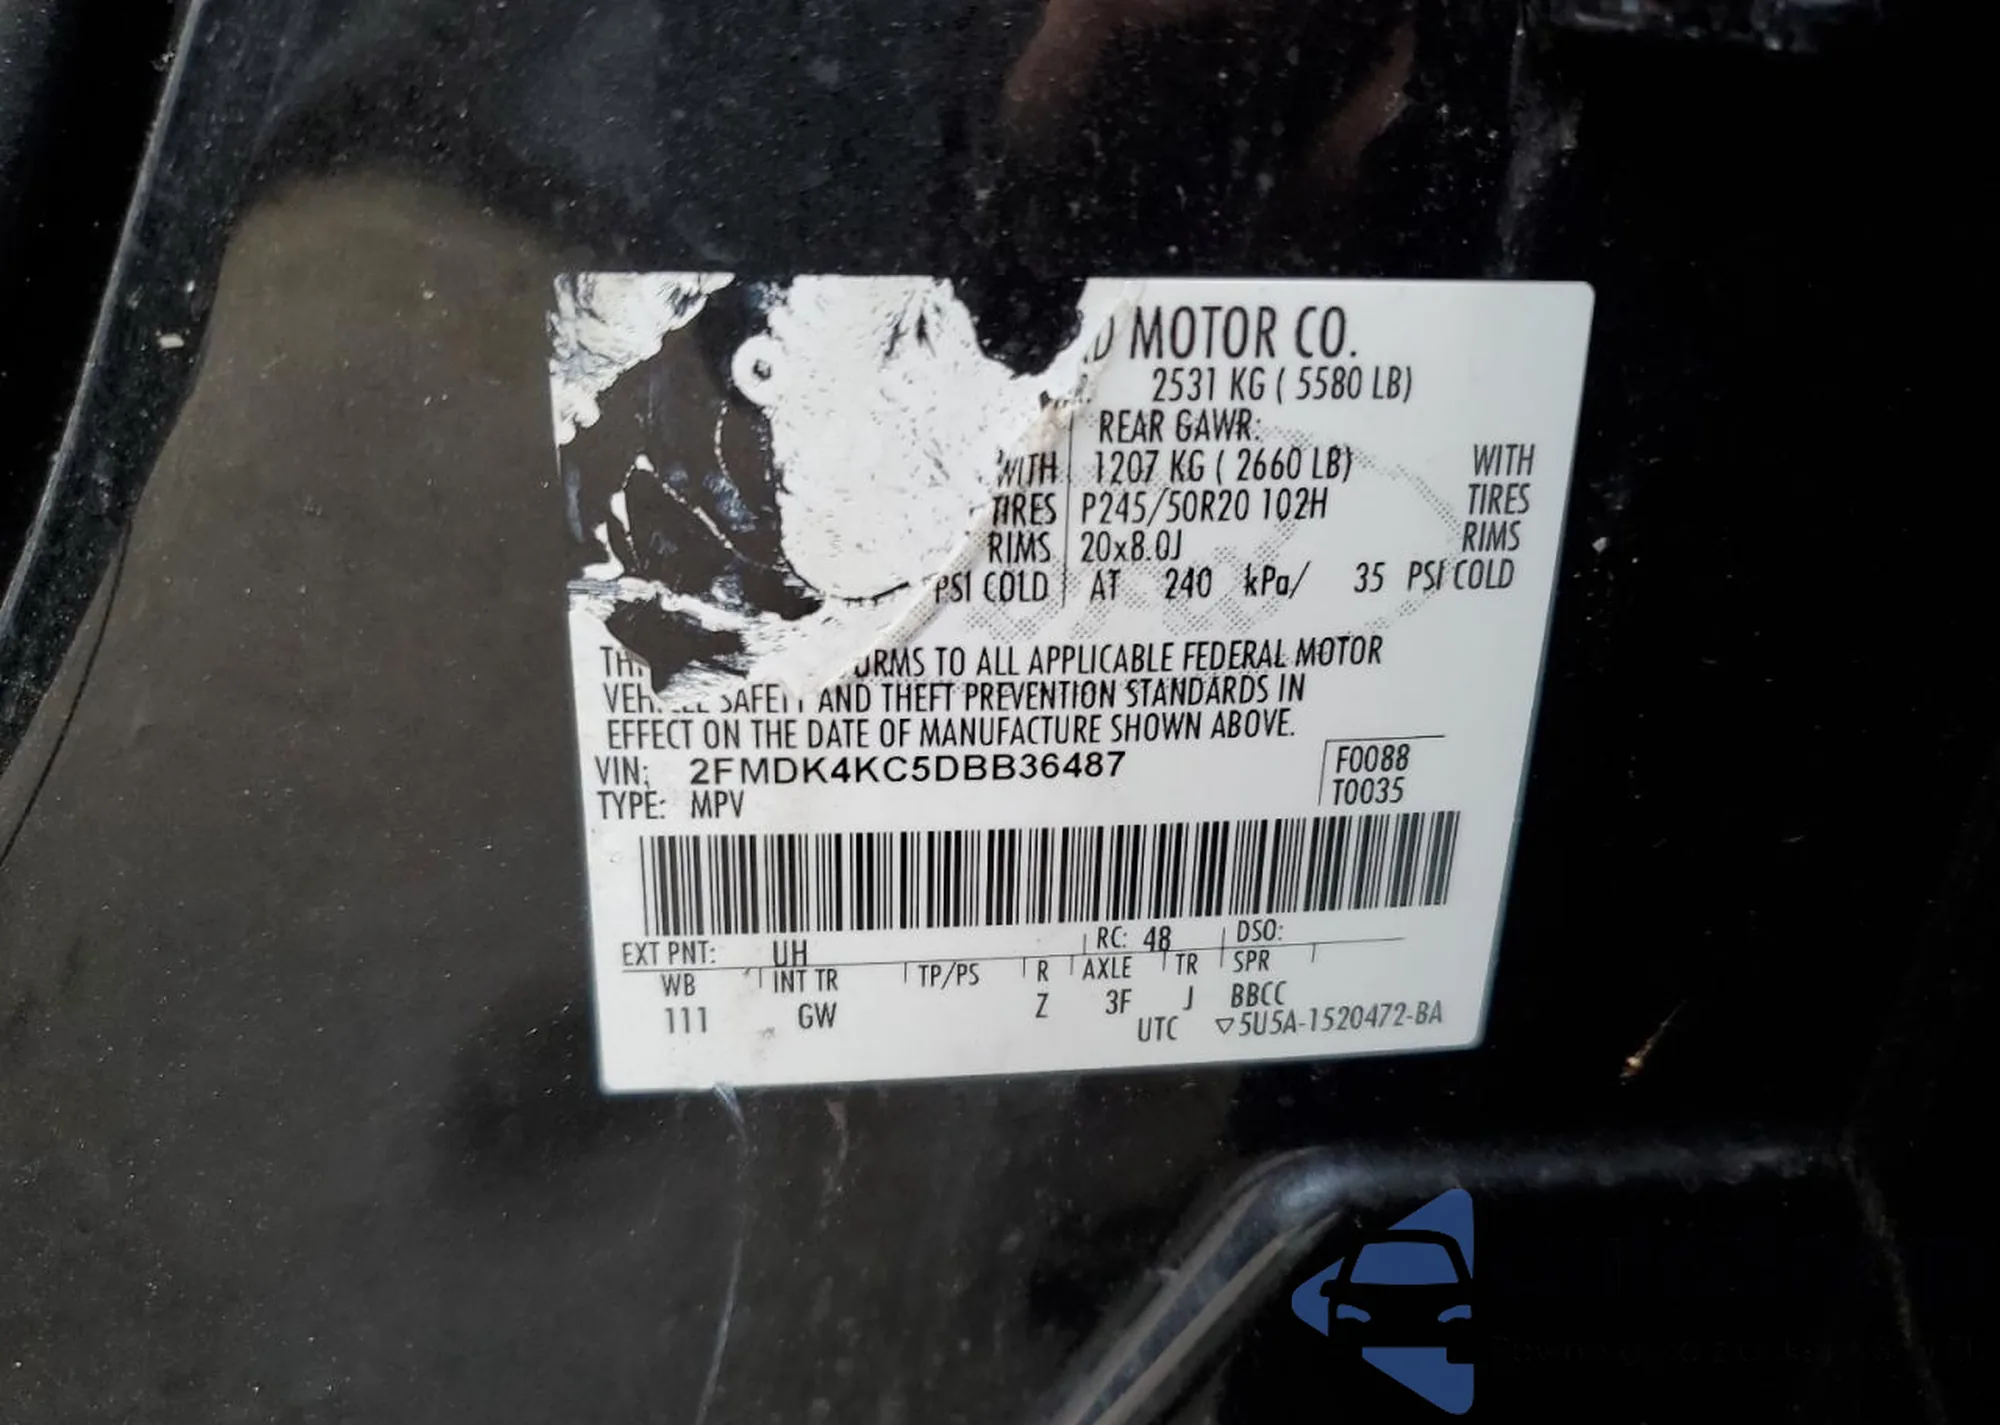 MOTOR CO.
2531 KG ( 5580 LB)
REAR GAWR:
WITH 1207 KG ( 2660 LB) WITH
TIRES P245/50R20 102H TIRES
RIMS 20x8.0J RIMS
PSI COLD AT 240 kPa/ 35 PSI COLD
TO ALL APPLICABLE FEDERAL MOTOR
AND THEFT PREVENTION STANDARDS IN
EFFECT ON THE DATE OF MANUFACTURE SHOWN ABOVE.
VIN: 2FMDK4KC5DBB36487 F0088
TYPE: MPV T0035
EXT PNT: UH RC: 48 DSO:
WB INT TR TP/PS R AXLE TR SPR
111 GW Z 3F J BBCC
UTC ▽5U5A-1520472-BA